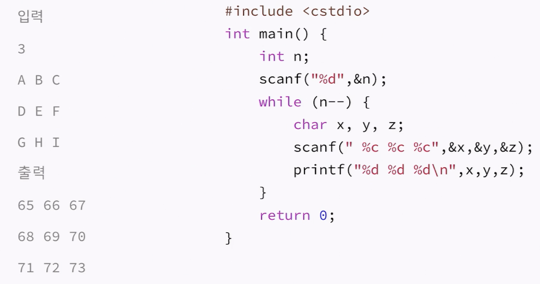 입력
3
A B C
D E F
G H I
출력
65 66 67
68 69 70
71 72 73
#include <cstdio>
int main() {
    int n;
    scanf("%d",&n);
    while (n--) {
        char x, y, z;
        scanf(" %c %c %c",&x,&y,&z);
        printf("%d %d %d\n",x,y,z);
    }
    return 0;
}